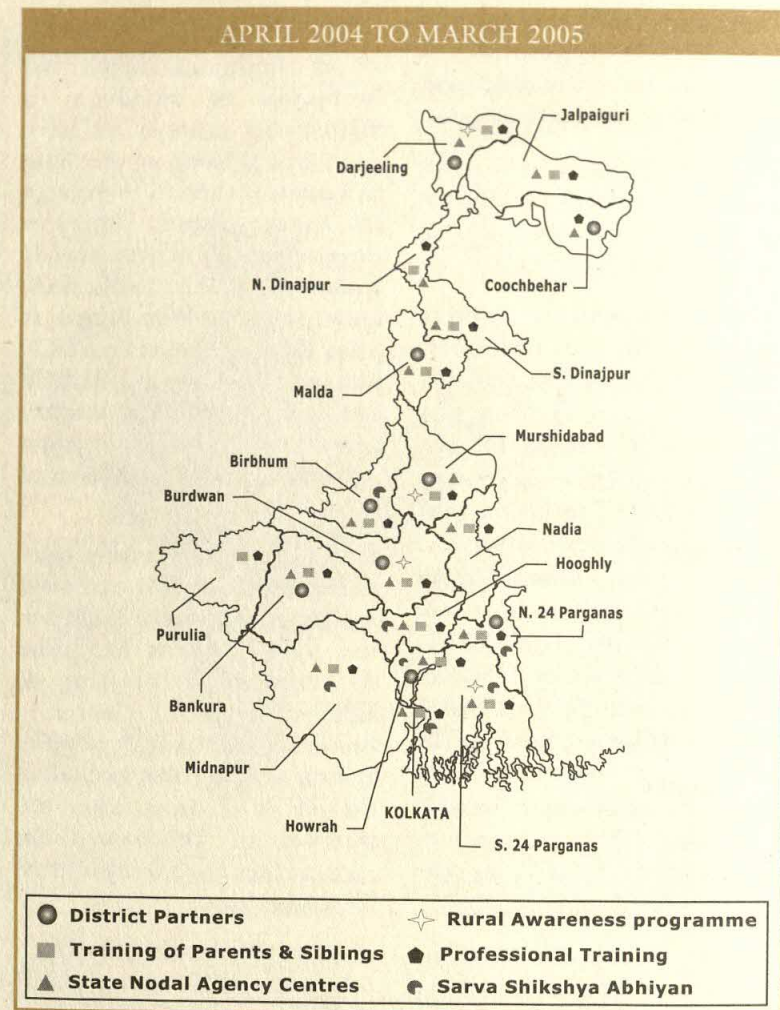 APRIL 2004 TO MARCH 2005
Jalpaiguri
Darjeeling
N. Dinajpur
Coochbehar
S. Dinajpur
Malda
Murshidabad
Birbhum
Burdwan
Nadia
Hooghly
N. 24 Parganas
Purulia
Bankura
Midnapur
KOLKATA
Howrah
S. 24 Parganas
District Partners
Rural Awareness programme
Training of Parents & Siblings
Professional Training
State Nodal Agency Centres
Sarva Shikshya Abhiyan